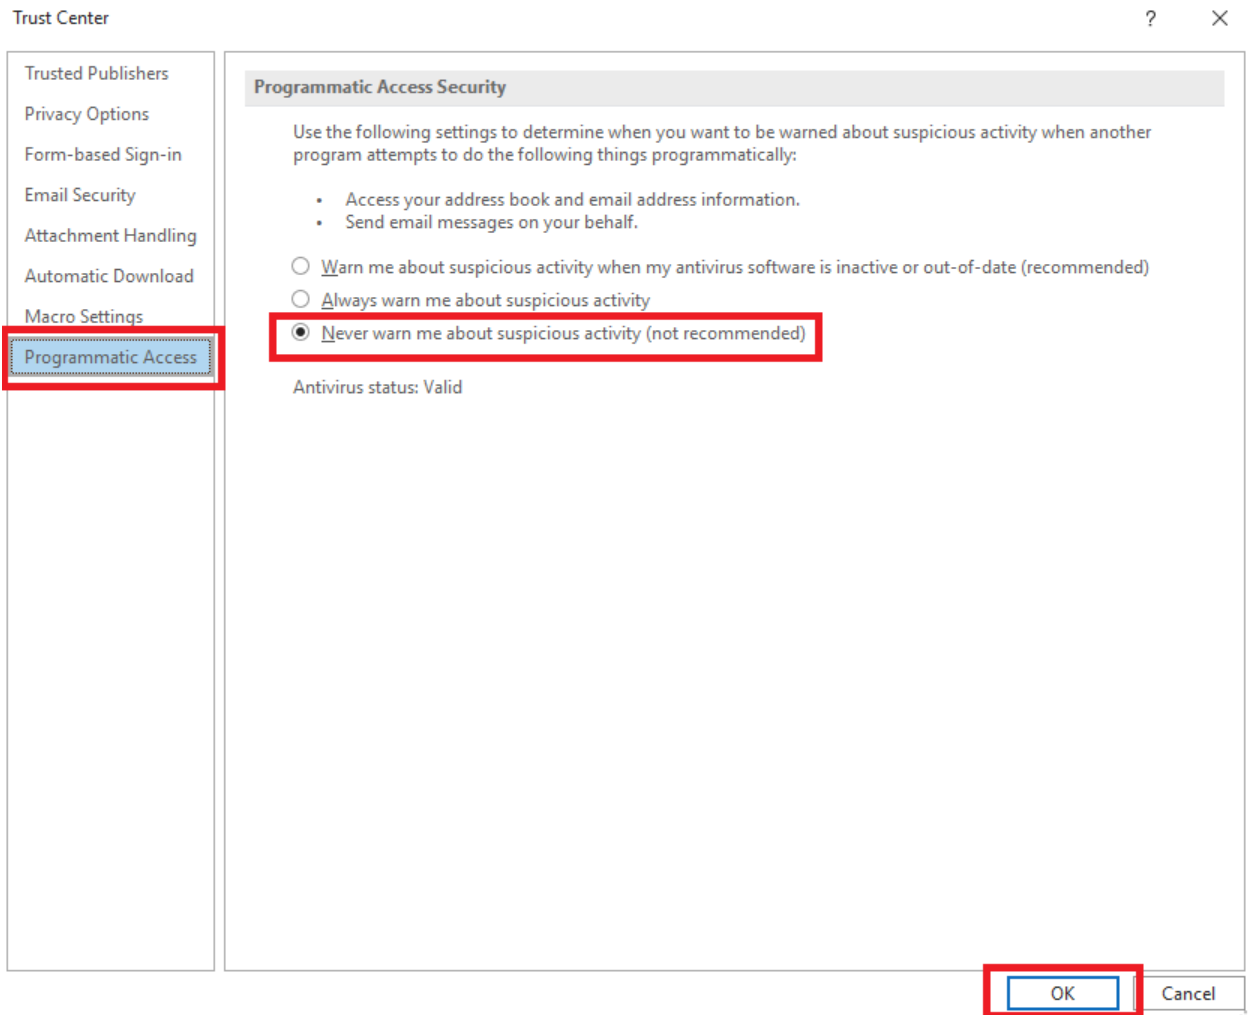 Trust Center
?
Trusted Publishers
Privacy Options
Form-based Sign-in
Email Security
Attachment Handling
Automatic Download
Macro Settings
Programmatic Access
Programmatic Access Security
Use the following settings to determine when you want to be warned about suspicious activity when another
program attempts to do the following things programmatically:
• Access your address book and email address information.
• Send email messages on your behalf.
Warn me about suspicious activity when my antivirus software is inactive or out-of-date (recommended)
Always warn me about suspicious activity
Never warn me about suspicious activity (not recommended)
Antivirus status: Valid
OK
Cancel